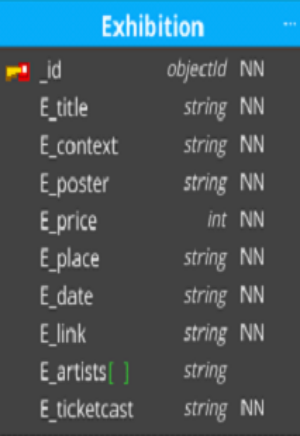 Exhibition ...
_id objectId NN
E_title string NN
E_context string NN
E_poster string NN
E_price int NN
E_place string NN
E_date string NN
E_link string NN
E_artists[ ] string
E_ticketcast string NN